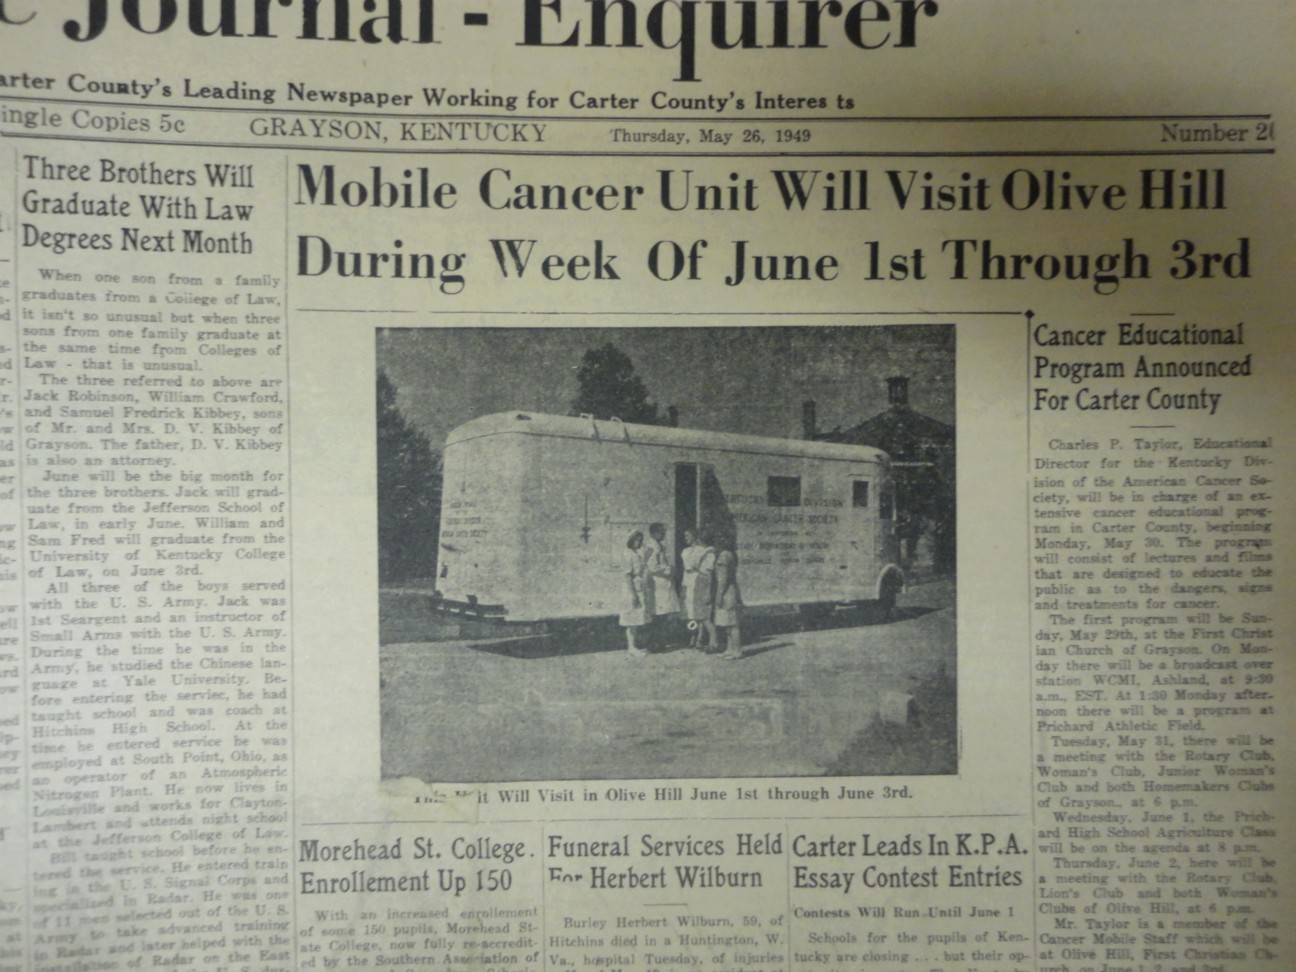 Journal - Enquirer
County's Leading Newspaper Working for Carter County's Interes ts
ingle Copies 5c GRAYSON, KENTUCKY Thursday, May 26, 1949 Number
Three Brothers Will
Graduate With Law
Degrees Next Month
When one son from a family
graduates from a College of Law,
it isn't so unusual but when three
sons from one family graduate at
the same time from Colleges of
Law - that is unusual.
The three referred to above are
Jack Robinson, William Crawford,
and Samuel Fredrick Kibbey, sons
of Mr. and Mrs. D. V. Kibbey of
Grayson. The father, D. V. Kibbey
is also an attorney.
June will be the big month for
the three brothers. Jack will grad-
uate from the Jefferson School of
Law, in early June. William and
Sam Fred will graduate from the
University of Kentucky College
of Law, on June 3rd.
All three of the boys served
with the U. S. Army. Jack was
1st Seargent and an instructor of
Small Arms with the U. S. Army.
During the time he was in the
Army, he studied the Chinese lan-
guage at Yale University. Be-
fore entering the serviec, he had
taught school and was coach at
Hitchins High School. At the
time he entered service he was
employed at South Point, Ohio, as
an operator of an Atmospheric
Nitrogen Plant. He now lives in
Louisville and works for Clayton-
Lambert and attends night school
at the Jefferson College of Law.
Bill taught school before he en-
tered the service. He entered train
ing in the U. S. Signal Corps and
specialized in Radar. He was one
of 11 men selected out of the U. S.
Army to take advanced training
in Radar and later helped with the
installation of Radar on the East
Mobile Cancer Unit Will Visit Olive Hill
During Week Of June 1st Through 3rd
KENTUCKY DIVISION
AMERICAN CANCER SOCIETY
This Unit Will Visit in Olive Hill June 1st through June 3rd.
Morehead St. College.
Enrollement Up 150
With an increased enrollement
of some 150 pupils, Morehead St-
ate College, now fully re-accredit-
ed by the Southern Association of
Funeral Services Held
For Herbert Wilburn
Burley Herbert Wilburn, 59, of
Hitchins died in a Huntington, W.
Va., hospital Tuesday, of injuries
Carter Leads In K.P.A.
Essay Contest Entries
Contests Will Run Until June 1
Schools for the pupils of Ken-
tucky are closing . . . but their op-
Cancer Educational
Program Announced
For Carter County
Charles P. Taylor, Educational
Director for the Kentucky Div-
ision of the American Cancer So-
ciety, will be in charge of an ex-
tensive cancer educational prog-
ram in Carter County, beginning
Monday, May 30. The program
will consist of lectures and films
that are designed to educate the
public as to the dangers, signs
and treatments for cancer.
The first program will be Sun-
day, May 29th, at the First Christ
ian Church of Grayson. On Mon-
day there will be a broadcast over
station WCMI, Ashland, at 9:30
a.m., EST. At 1:30 Monday after-
noon there will be a program at
Prichard Athletic Field.
Tuesday, May 31, there will be
a meeting with the Rotary Club,
Woman's Club, Junior Woman's
Club and both Homemakers Clubs
of Grayson, at 6 p.m.
Wednesday, June 1, the Prich-
ard High School Agriculture Class
will be on the agenda at 8 p.m.
Thursday, June 2, here will be
a meeting with the Rotary Club,
Lion's Club and both Woman's
Clubs of Olive Hill, at 6 p.m.
Mr. Taylor is a member of the
Cancer Mobile Staff which will be
at Olive Hill, First Christian Ch-